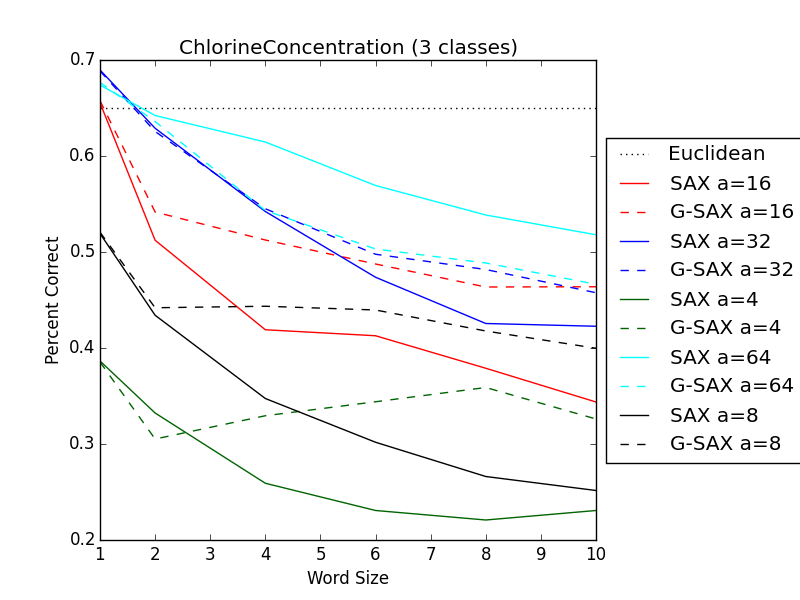 ChlorineConcentration (3 classes)
0.7
0.6
0.5
0.4
0.3
0.2
Percent Correct
1 2 3 4 5 6 7 8 9 10
Word Size
Euclidean
SAX a=16
G-SAX a=16
SAX a=32
G-SAX a=32
SAX a=4
G-SAX a=4
SAX a=64
G-SAX a=64
SAX a=8
G-SAX a=8